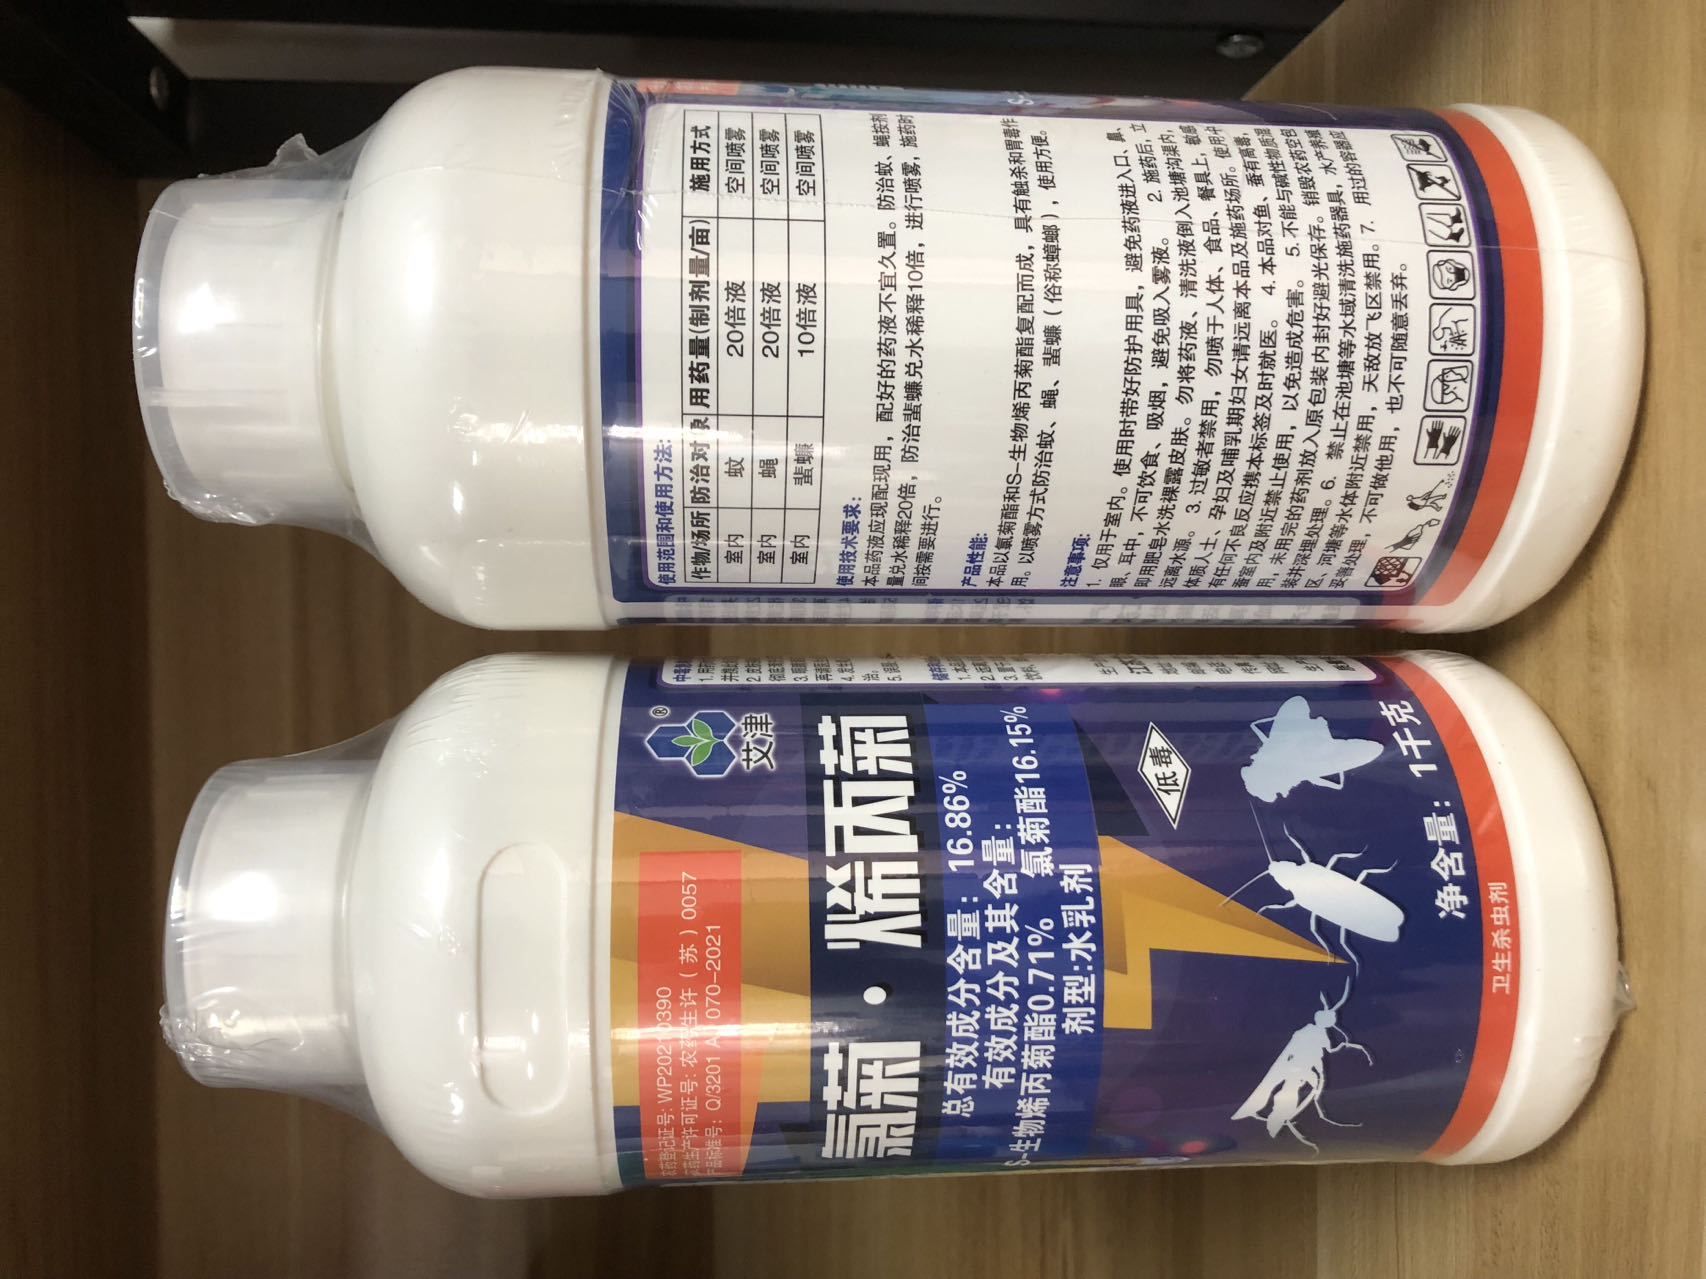 使用范围和使用方法:
作物/场所 防治对象 用药量(制剂量/亩) 施用方式
室内 蚊 20倍液 空间喷雾
室内 蝇 20倍液 空间喷雾
室内 蜚蠊 10倍液 空间喷雾
使用技术要求:
本品药液应现配现用，配好的药液不宜久置。防治蚊、蝇按剂
量兑水稀释20倍，防治蜚蠊兑水稀释10倍，进行喷雾，施药时
间按需要进行。
产品性能:
本品以氯菊酯和S-生物烯丙菊酯复配而成，具有触杀和胃毒作
用。以喷雾方式防治蚊、蝇、蜚蠊（俗称蟑螂），使用方便。
注意事项:
1. 仅用于室内。使用时带好防护用具，避免药液进入口、鼻、
眼、耳中，不可饮食、吸烟，避免吸入雾液。 2. 施药后，立
即用肥皂水洗裸露皮肤。勿将药液、清洗液倒入池塘沟渠内，
远离水源。 3. 过敏者禁用，勿喷于人体、食品、餐具上，敏感
体质人士、孕妇及哺乳期妇女请远离本品及施药场所。使用中
有任何不良反应携本标签及时就医。 4. 本品对鱼、蚕有高毒，
蚕室内及附近禁止使用，以免造成危害。 5. 不能与碱性物质混
用，未用完的药剂放入原包装内封好避光保存。销毁农药空包
装并深埋处理。6. 禁止在池塘等水域清洗施药器具，水产养殖
区、河塘等水体附近禁用，天敌放飞区禁用。7. 用过的容器应
妥善处理，不可做他用，也不可随意丢弃。
艾津®
农药登记证号: WP20210390
农药生产许可证号: 农药生许（苏）0057
产品标准号: Q/3201 AJ 070-2021
氯菊·烯丙菊
总有效成分含量: 16.86%
有效成分及其含量:
S-生物烯丙菊酯0.71% 氯菊酯16.15%
剂型:水乳剂
低毒
净含量: 1千克
卫生杀虫剂